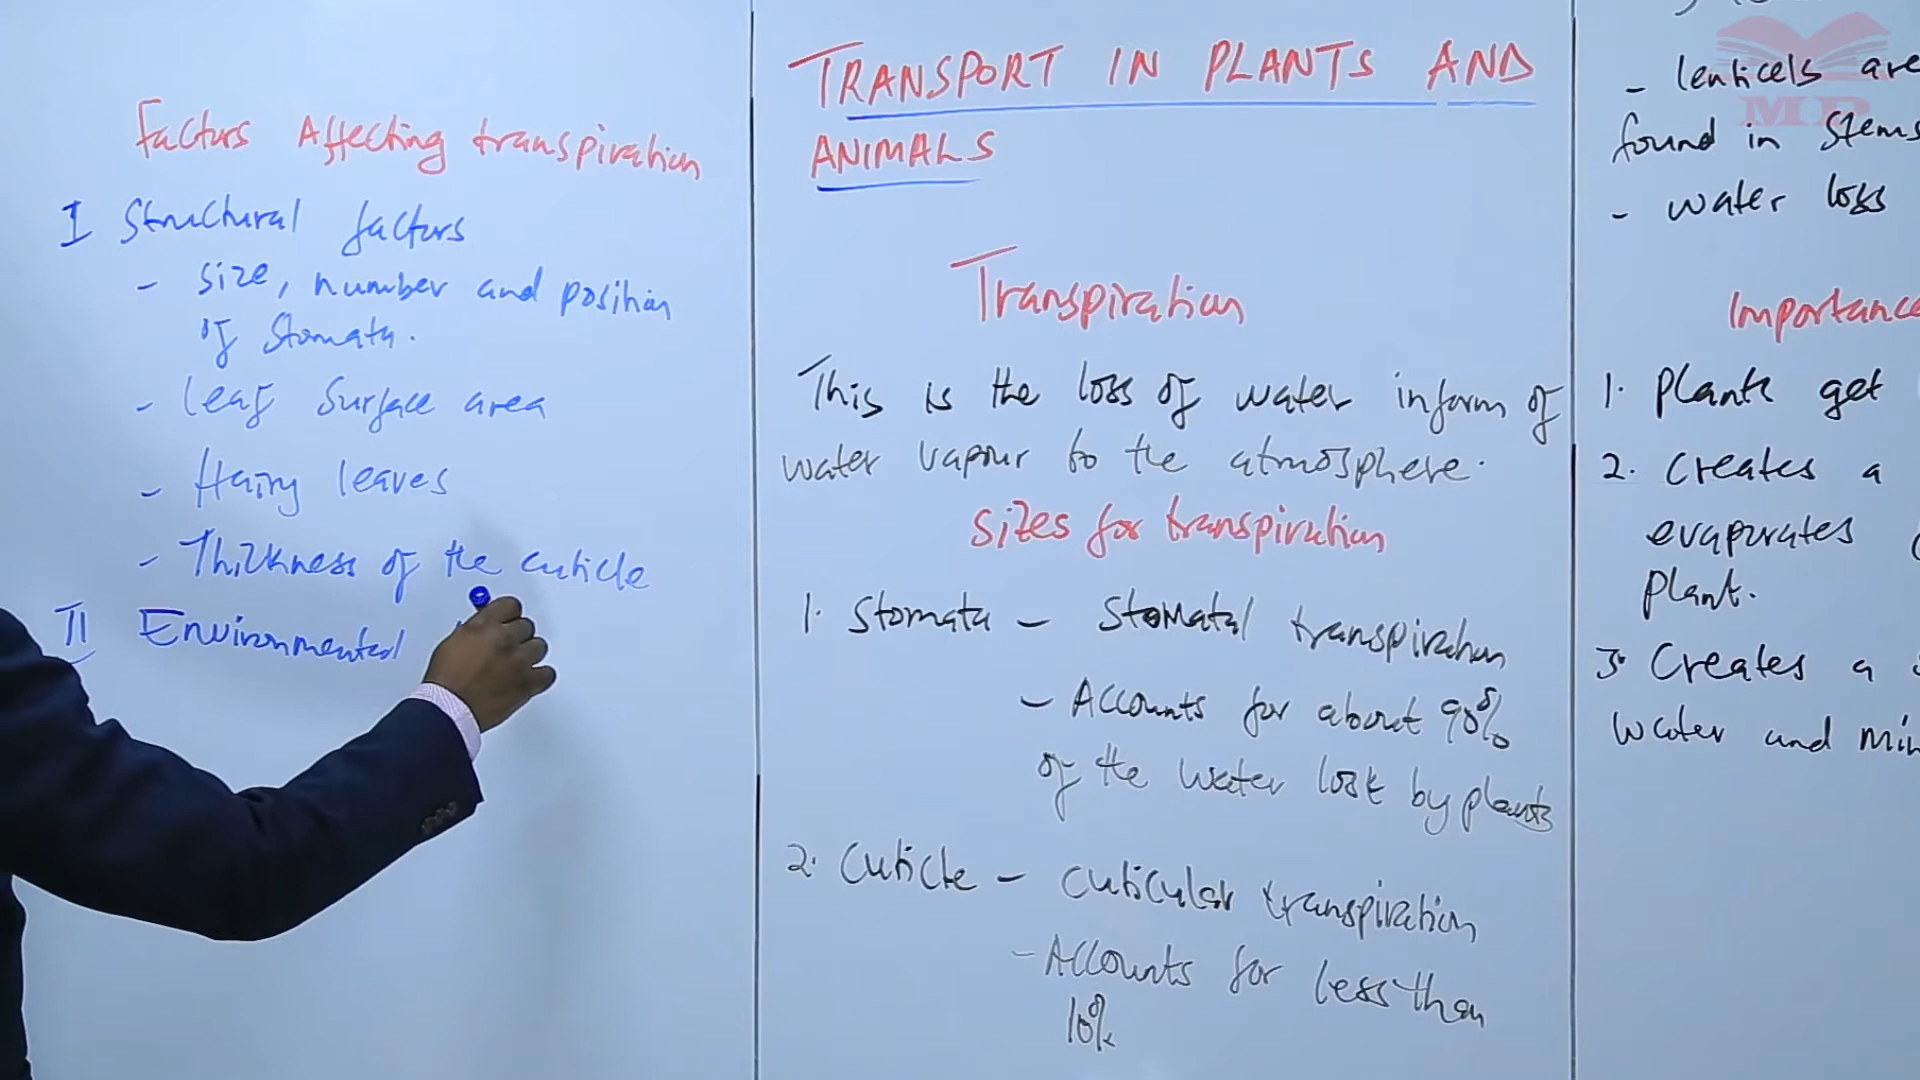 Factors Affecting transpiration
I Structural factors
- size, number and position
of stomata.
- leaf surface area
- Hairy leaves
- Thickness of the cuticle
II Environmental
TRANSPORT IN PLANTS AND
ANIMALS
Transpiration
This is the loss of water inform of
water vapour to the atmosphere.
Sizes for transpiration
1. Stomata - Stomatal transpiration
- Accounts for about 90%
of the water lost by plants
2. Cuticle - cuticular transpiration
- Accounts for less than
10%
- lenticels are
found in stems
- water loss
Importance
1. Plants get
2. Creates a
evaporates
plant.
3. Creates a
water and min
MP